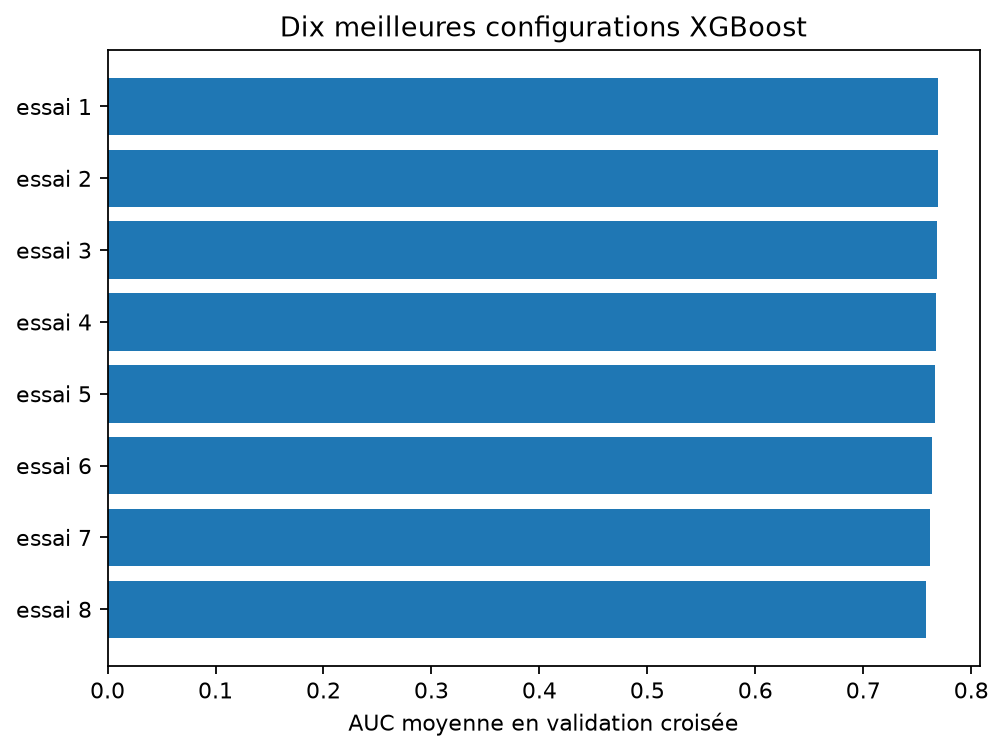 Dix meilleures configurations XGBoost
essai 1
essai 2
essai 3
essai 4
essai 5
essai 6
essai 7
essai 8
0.0 0.1 0.2 0.3 0.4 0.5 0.6 0.7 0.8
AUC moyenne en validation croisée